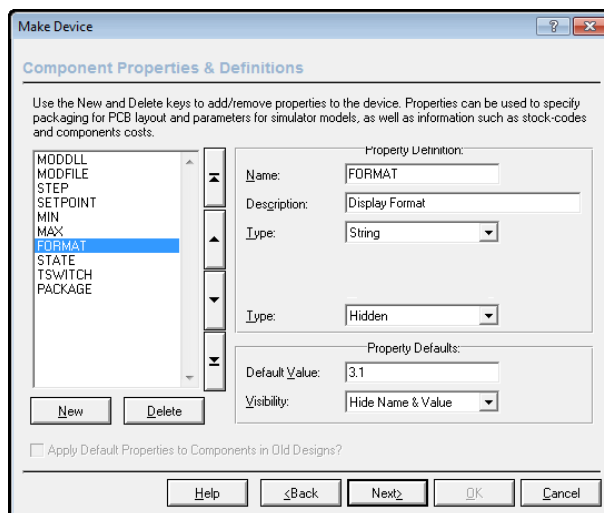 Make Device
Component Properties & Definitions
Use the New and Delete keys to add/remove properties to the device. Properties can be used to specify
packaging for PCB layout and parameters for simulator models, as well as information such as stock-codes
and components costs.
MODDLL
MODFILE
STEP
SETPOINT
MIN
MAX
FORMAT
STATE
TSWITCH
PACKAGE
New
Delete
Property Definition:
Name: FORMAT
Description: Display Format
Type: String
Type: Hidden
Property Defaults:
Default Value: 3.1
Visibility: Hide Name & Value
Apply Default Properties to Components in Old Designs?
Help
<Back
Next>
OK
Cancel